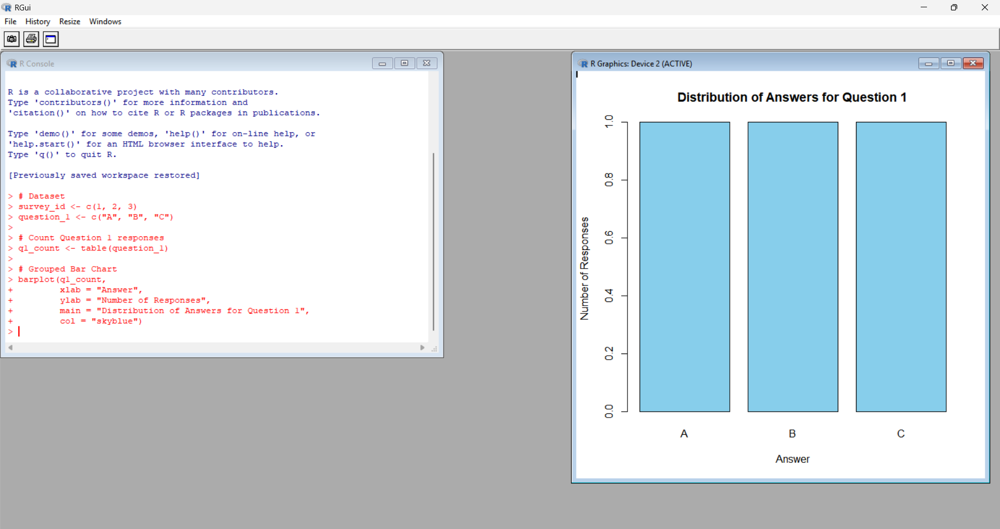 RGui
File History Resize Windows
R Console
R is a collaborative project with many contributors.
Type 'contributors()' for more information and
'citation()' on how to cite R or R packages in publications.
Type 'demo()' for some demos, 'help()' for on-line help, or
'help.start()' for an HTML browser interface to help.
Type 'q()' to quit R.
[Previously saved workspace restored]
> # Dataset
> survey_id <- c(1, 2, 3)
> question_1 <- c("A", "B", "C")
>
> # Count Question 1 responses
> q1_count <- table(question_1)
>
> # Grouped Bar Chart
> barplot(q1_count,
+         xlab = "Answer",
+         ylab = "Number of Responses",
+         main = "Distribution of Answers for Question 1",
+         col = "skyblue")
>
R Graphics: Device 2 (ACTIVE)
Distribution of Answers for Question 1
Number of Responses
1.0
0.8
0.6
0.4
0.2
0.0
A B C
Answer